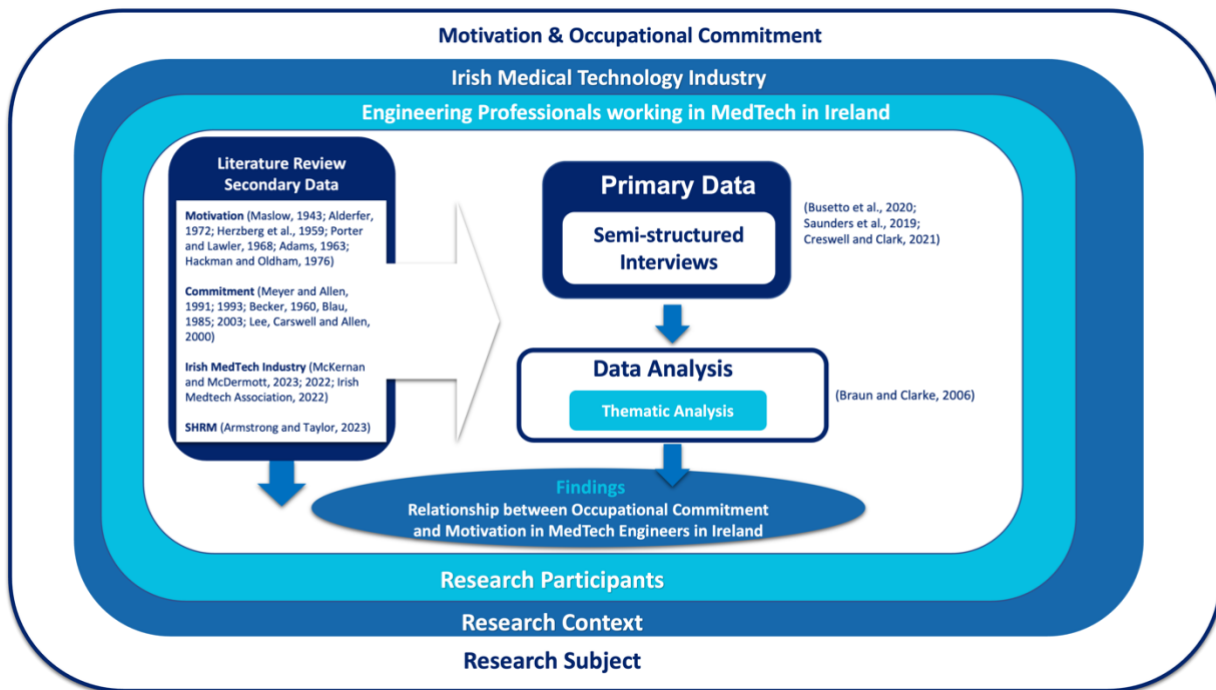 Motivation & Occupational Commitment
Irish Medical Technology Industry
Engineering Professionals working in MedTech in Ireland
Literature Review
Secondary Data
Motivation (Maslow, 1943; Alderfer,
1972; Herzberg et al., 1959; Porter
and Lawler, 1968; Adams, 1963;
Hackman and Oldham, 1976)
Commitment (Meyer and Allen,
1991; 1993; Becker, 1960, Blau,
1985; 2003; Lee, Carswell and Allen,
2000)
Irish MedTech Industry (McKernan
and McDermott, 2023; 2022; Irish
Medtech Association, 2022)
SHRM (Armstrong and Taylor, 2023)
Primary Data
Semi-structured
Interviews
(Busetto et al., 2020;
Saunders et al., 2019;
Creswell and Clark, 2021)
Data Analysis
Thematic Analysis
(Braun and Clarke, 2006)
Findings
Relationship between Occupational Commitment
and Motivation in MedTech Engineers in Ireland
Research Participants
Research Context
Research Subject